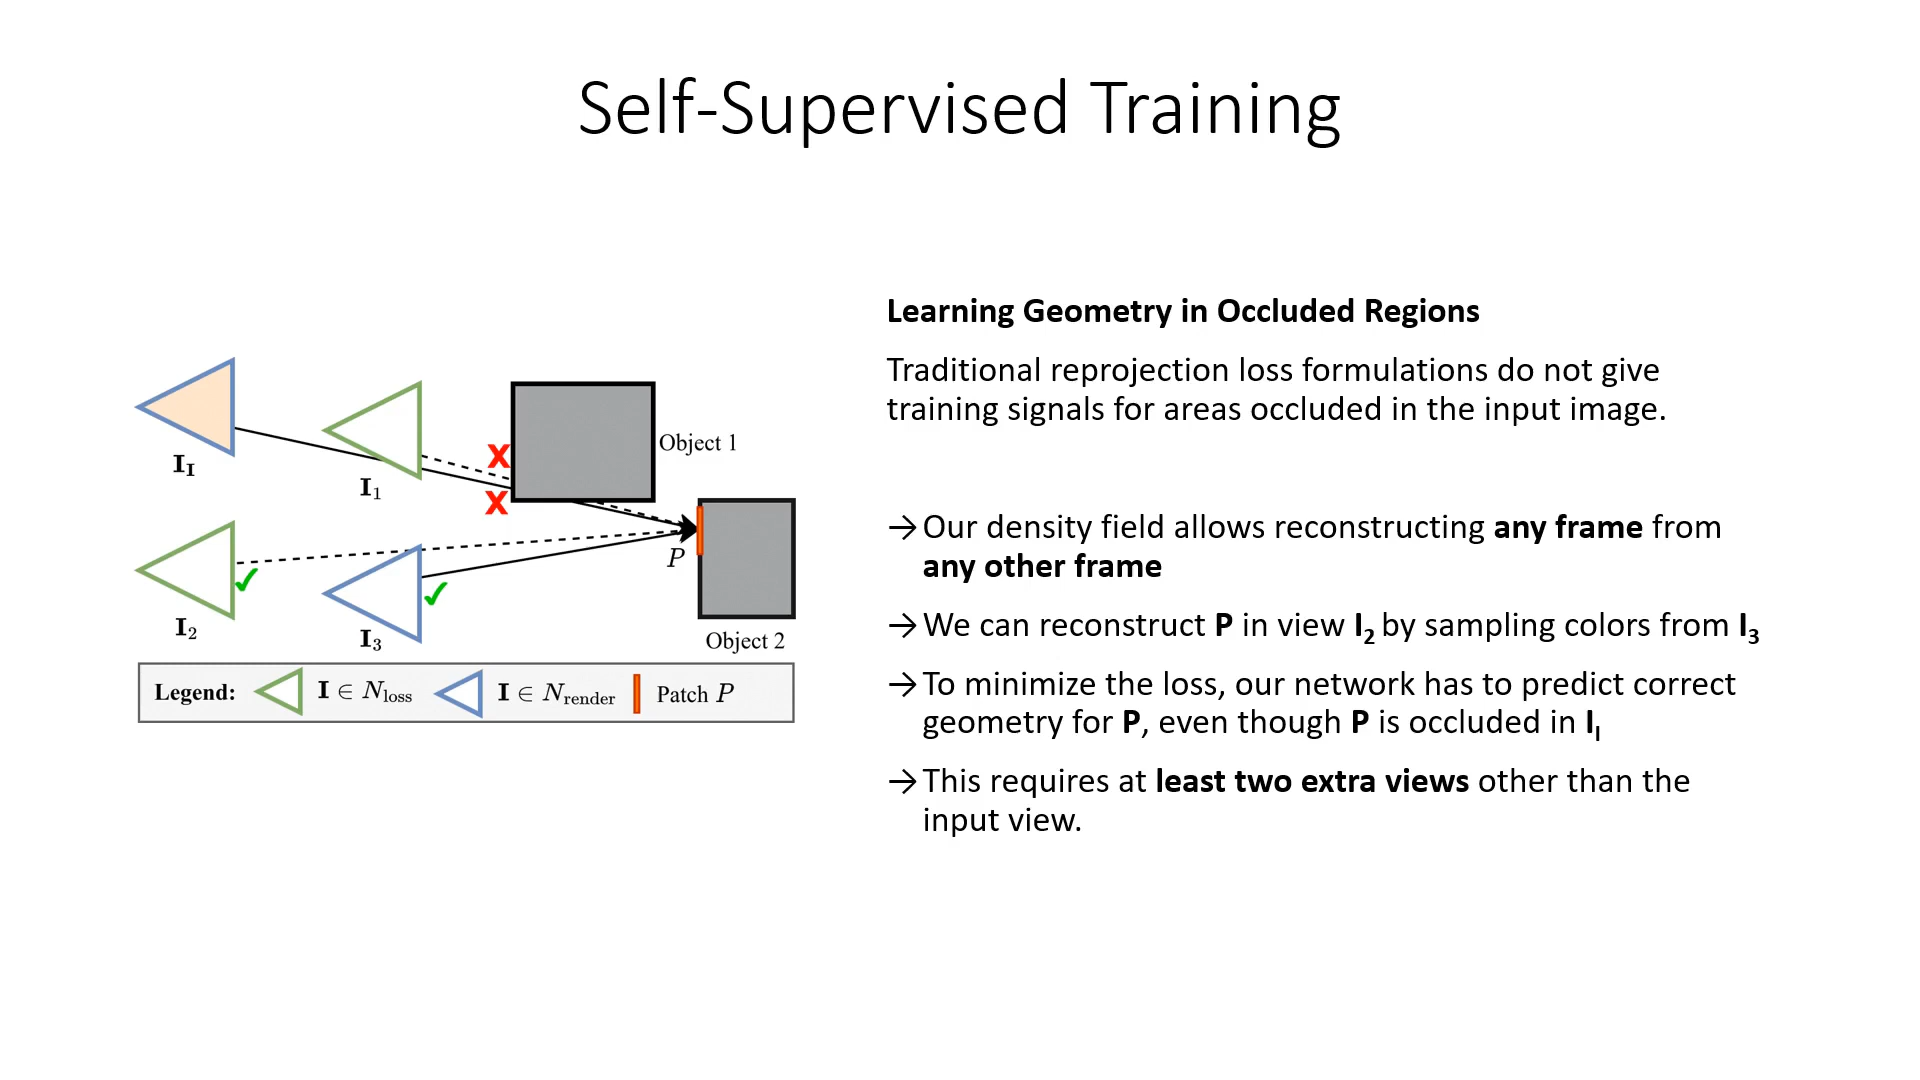 Self-Supervised Training
Learning Geometry in Occluded Regions
Traditional reprojection loss formulations do not give
training signals for areas occluded in the input image.
→ Our density field allows reconstructing any frame from
any other frame
→ We can reconstruct P in view I₂ by sampling colors from I₃
→ To minimize the loss, our network has to predict correct
geometry for P, even though P is occluded in Iᵢ
→ This requires at least two extra views other than the
input view.
I_I
I₁
X
X
Object 1
P
I₂
I₃
Object 2
Legend: I ∈ N_loss I ∈ N_render Patch P